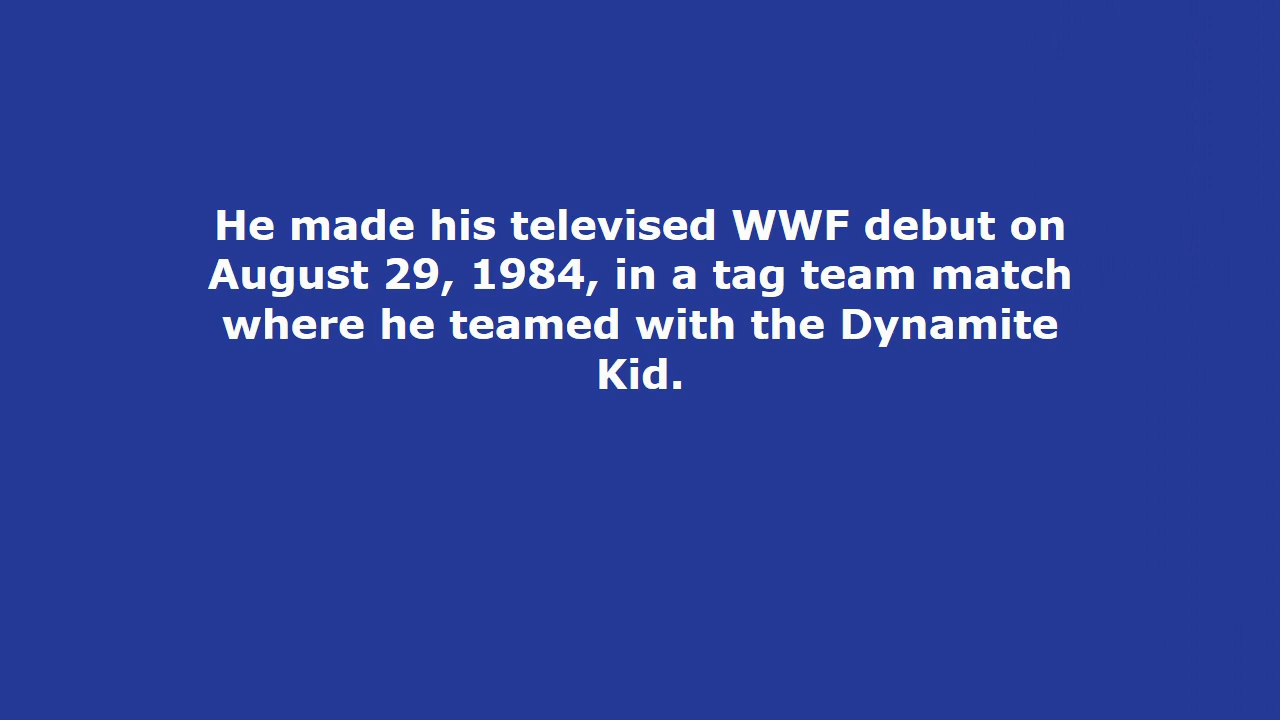 He made his televised WWF debut on
August 29, 1984, in a tag team match
where he teamed with the Dynamite
Kid.